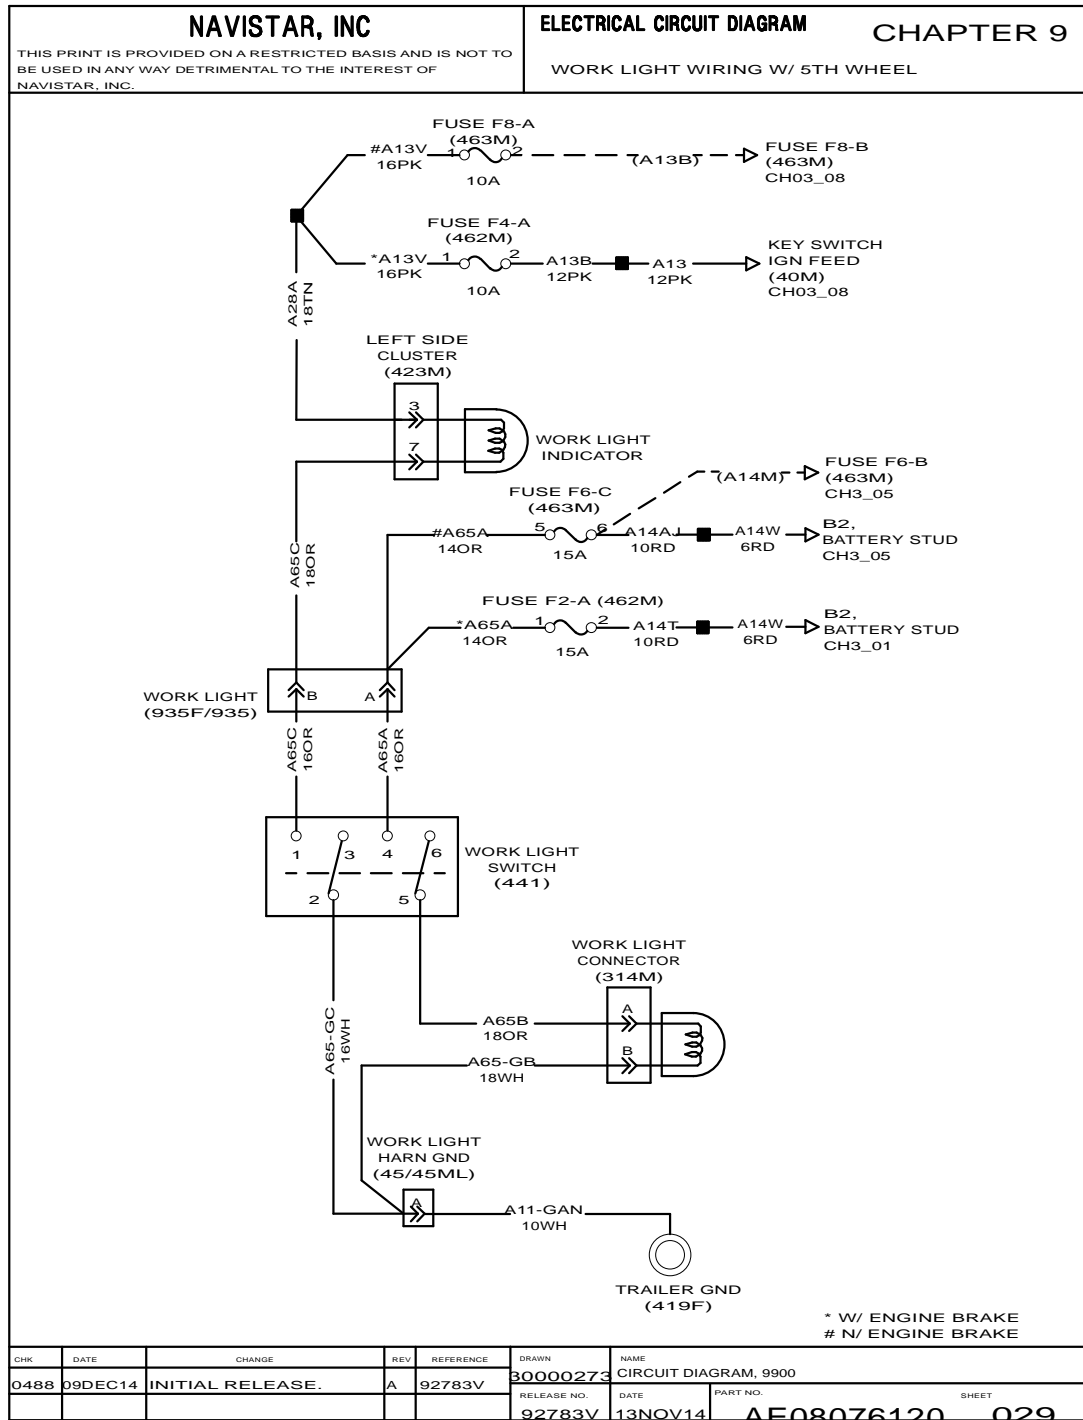 NAVISTAR, INC
THIS PRINT IS PROVIDED ON A RESTRICTED BASIS AND IS NOT TO
BE USED IN ANY WAY DETRIMENTAL TO THE INTEREST OF
NAVISTAR, INC.
ELECTRICAL CIRCUIT DIAGRAM
CHAPTER 9
WORK LIGHT WIRING W/ 5TH WHEEL
FUSE F8-A
(463M)
#A13V
16PK
1
2
10A
(A13B)
FUSE F8-B
(463M)
CH03_08
FUSE F4-A
(462M)
*A13V
16PK
1
2
10A
A13B
12PK
A13
12PK
KEY SWITCH
IGN FEED
(40M)
CH03_08
A28A
18TN
LEFT SIDE
CLUSTER
(423M)
3
7
WORK LIGHT
INDICATOR
A65C
18OR
FUSE F6-C
(463M)
#A65A
14OR
5
6
15A
(A14M)
FUSE F6-B
(463M)
CH3_05
A14AJ
10RD
A14W
6RD
B2,
BATTERY STUD
CH3_05
FUSE F2-A (462M)
*A65A
14OR
1
2
15A
A14T
10RD
A14W
6RD
B2,
BATTERY STUD
CH3_01
WORK LIGHT
(935F/935)
B
A
A65C
16OR
A65A
16OR
1
3
4
6
2
5
WORK LIGHT
SWITCH
(441)
WORK LIGHT
CONNECTOR
(314M)
A
B
A65B
18OR
A65-GB
18WH
A65-GC
16WH
WORK LIGHT
HARN GND
(45/45ML)
A
A11-GAN
10WH
TRAILER GND
(419F)
* W/ ENGINE BRAKE
# N/ ENGINE BRAKE
CHK
DATE
CHANGE
REV
REFERENCE
0488
09DEC14
INITIAL RELEASE.
A
92783V
DRAWN
30000273
NAME
CIRCUIT DIAGRAM, 9900
RELEASE NO.
92783V
DATE
13NOV14
PART NO.
AE08076120
SHEET
029